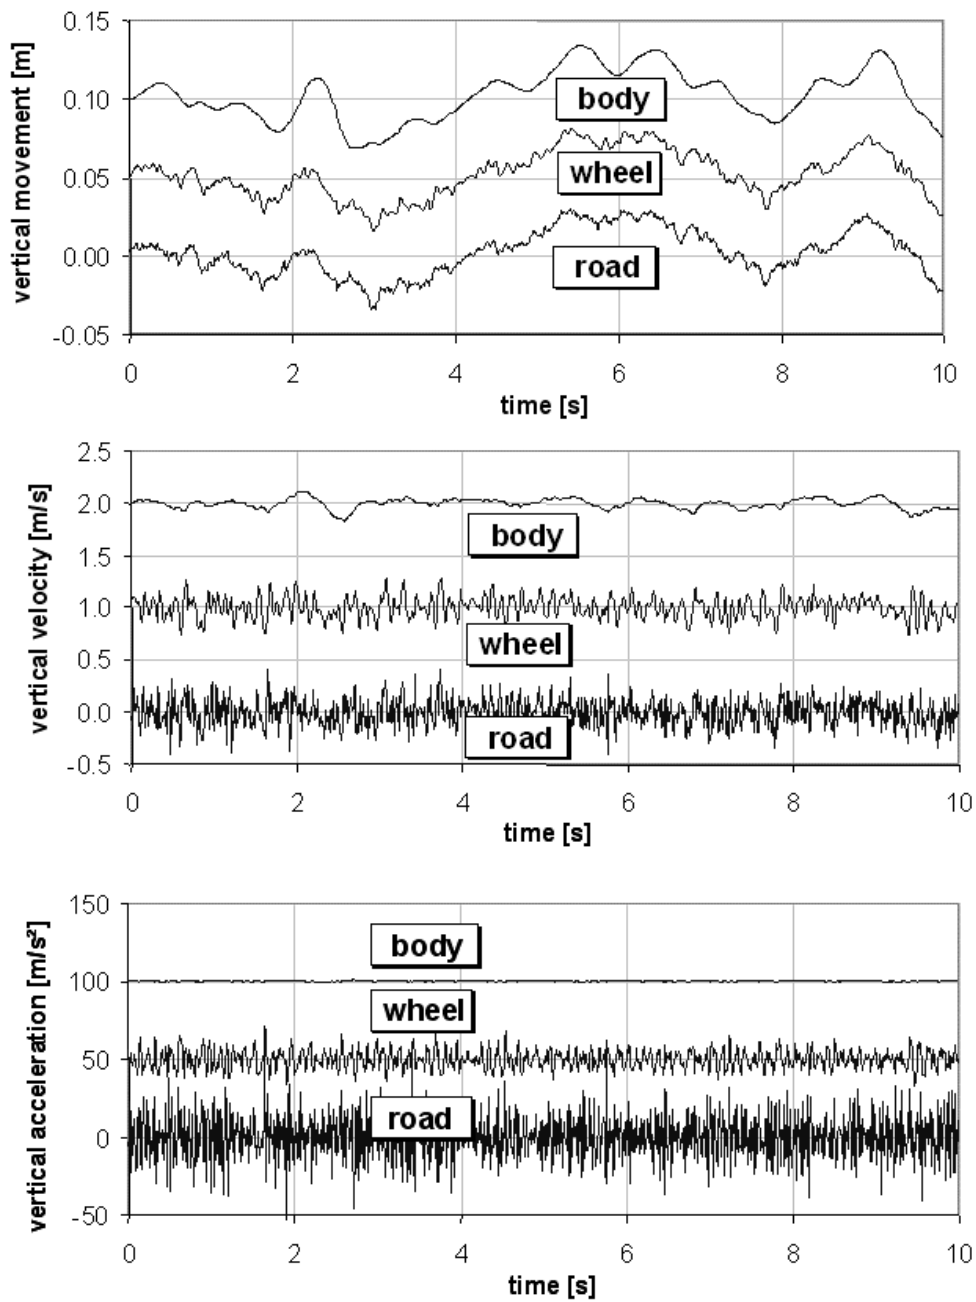 vertical movement [m]
0.15
0.10
0.05
0.00
-0.05
body
wheel
road
0 2 4 6 8 10
time [s]
vertical velocity [m/s]
2.5
2.0
1.5
1.0
0.5
0.0
-0.5
body
wheel
road
0 2 4 6 8 10
time [s]
vertical acceleration [m/s²]
150
100
50
0
-50
body
wheel
road
0 2 4 6 8 10
time [s]